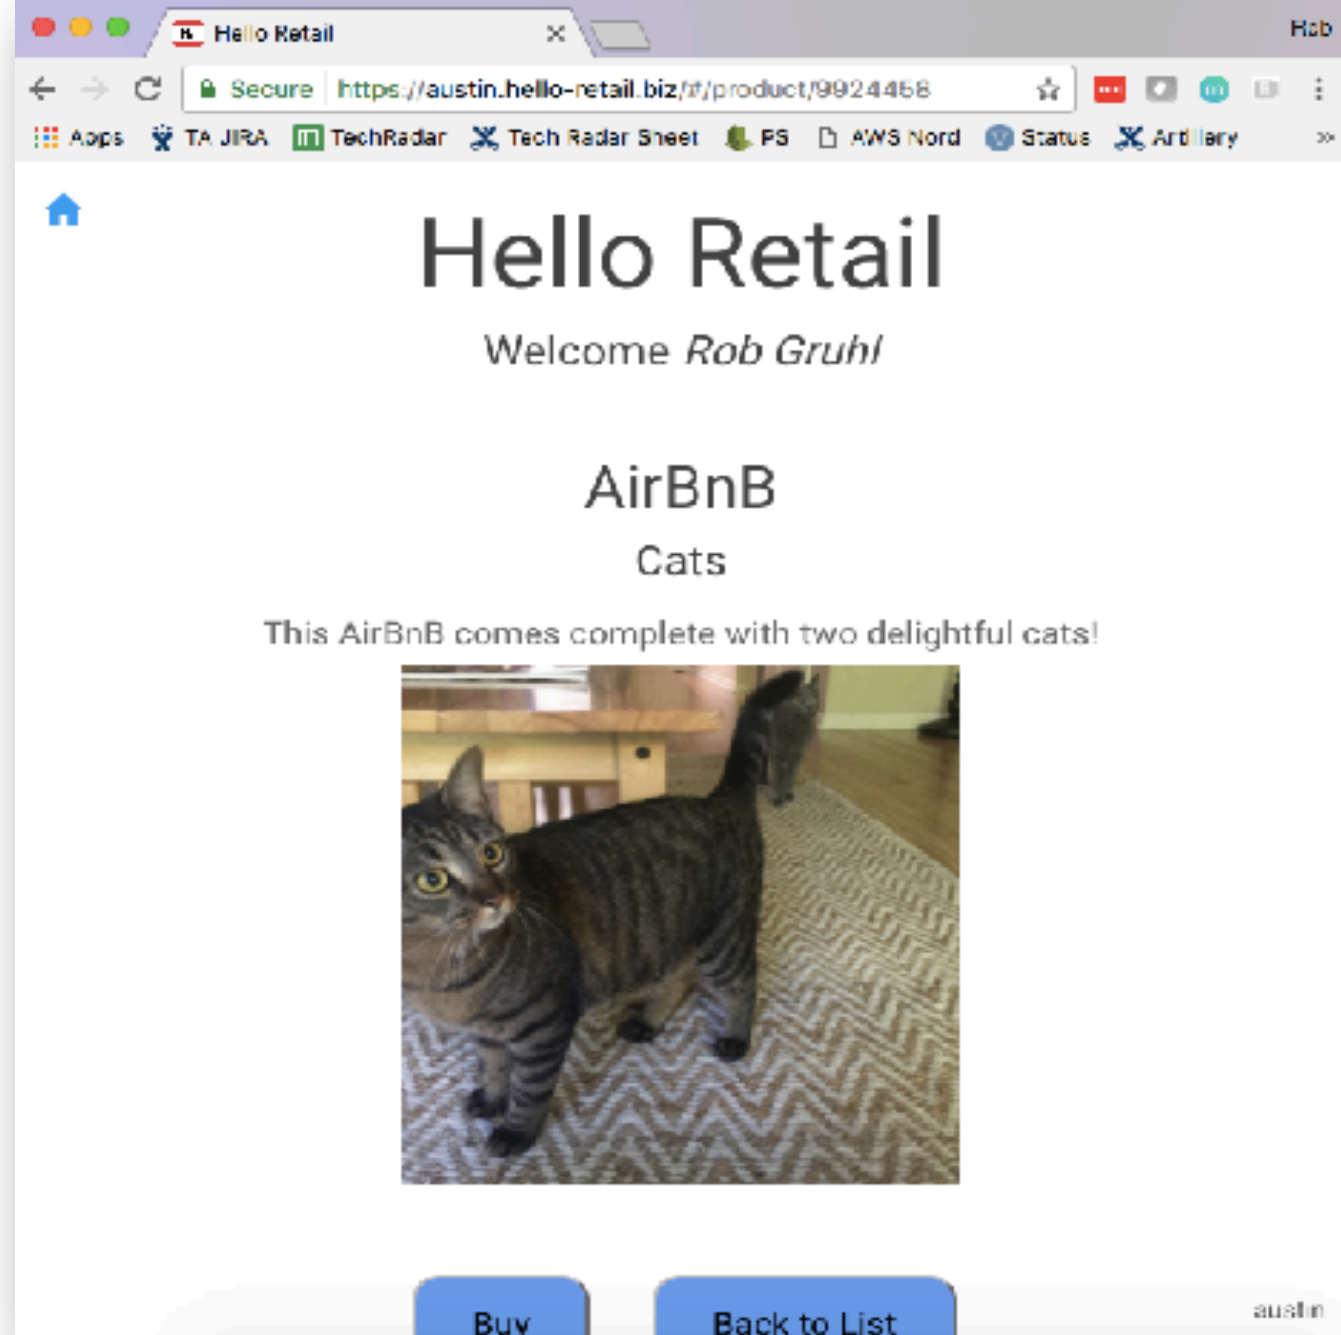 Hello Retail
Rob
Secure https://austin.hello-retail.biz/#/product/9924458
Apps TA JIRA TechRadar Tech Radar Sheet PS AWS Nord Status Artillery
Hello Retail
Welcome Rob Gruhl
AirBnB
Cats
This AirBnB comes complete with two delightful cats!
Buy Back to List
austin